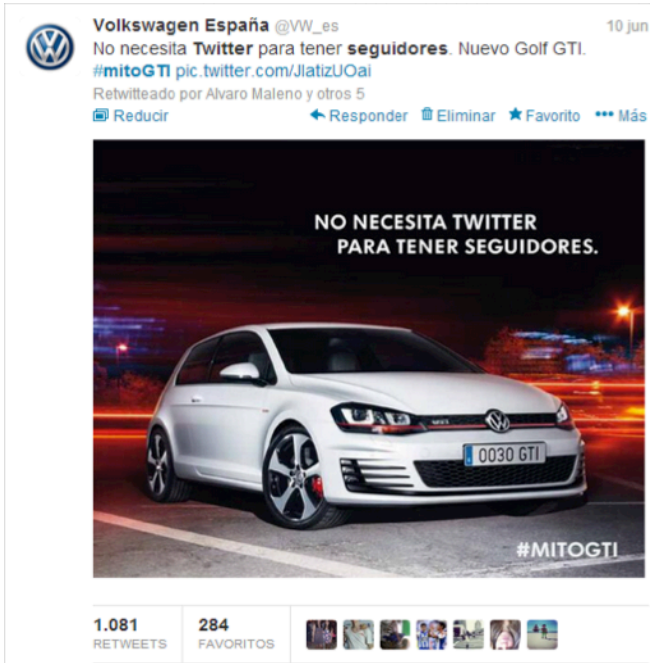 Volkswagen España @VW_es 10 jun
No necesita Twitter para tener seguidores. Nuevo Golf GTI.
#mitoGTI pic.twitter.com/JlatizUOai
Retwitteado por Alvaro Maleno y otros 5
Reducir Responder Eliminar Favorito Más
NO NECESITA TWITTER
PARA TENER SEGUIDORES.
GTI
0030 GTI
#MITOGTI
1.081 284
RETWEETS FAVORITOS